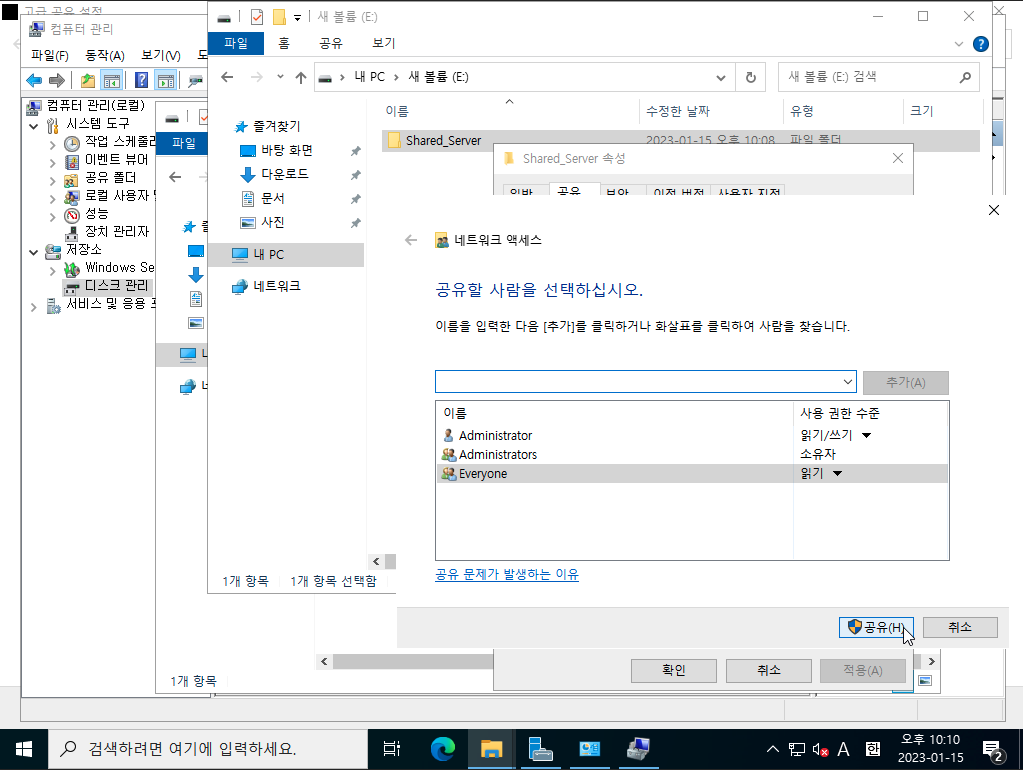 고급 공유 설정
컴퓨터 관리
파일(F) 동작(A) 보기(V)
컴퓨터 관리(로컬)
시스템 도구
작업 스케줄러
이벤트 뷰어
공유 폴더
로컬 사용자
성능
장치 관리자
저장소
Windows Se
디스크 관리
서비스 및 응용
파일
1개 항목
새 볼륨 (E:)
파일 홈 공유 보기
내 PC 새 볼륨 (E:)
새 볼륨 (E:) 검색
즐겨찾기
바탕 화면
다운로드
문서
사진
내 PC
네트워크
이름 수정한 날짜 유형 크기
Shared_Server 2023-01-15 오후 10:08 파일 폴더
1개 항목 1개 항목 선택함
Shared_Server 속성
일반 공유 보안 이전 버전 사용자 지정
네트워크 액세스
공유할 사람을 선택하십시오.
이름을 입력한 다음 [추가]를 클릭하거나 화살표를 클릭하여 사람을 찾습니다.
추가(A)
이름 사용 권한 수준
Administrator 읽기/쓰기
Administrators 소유자
Everyone 읽기
공유 문제가 발생하는 이유
공유(H) 취소
확인 취소 적용(A)
검색하려면 여기에 입력하세요.
A 한
오후 10:10
2023-01-15
2